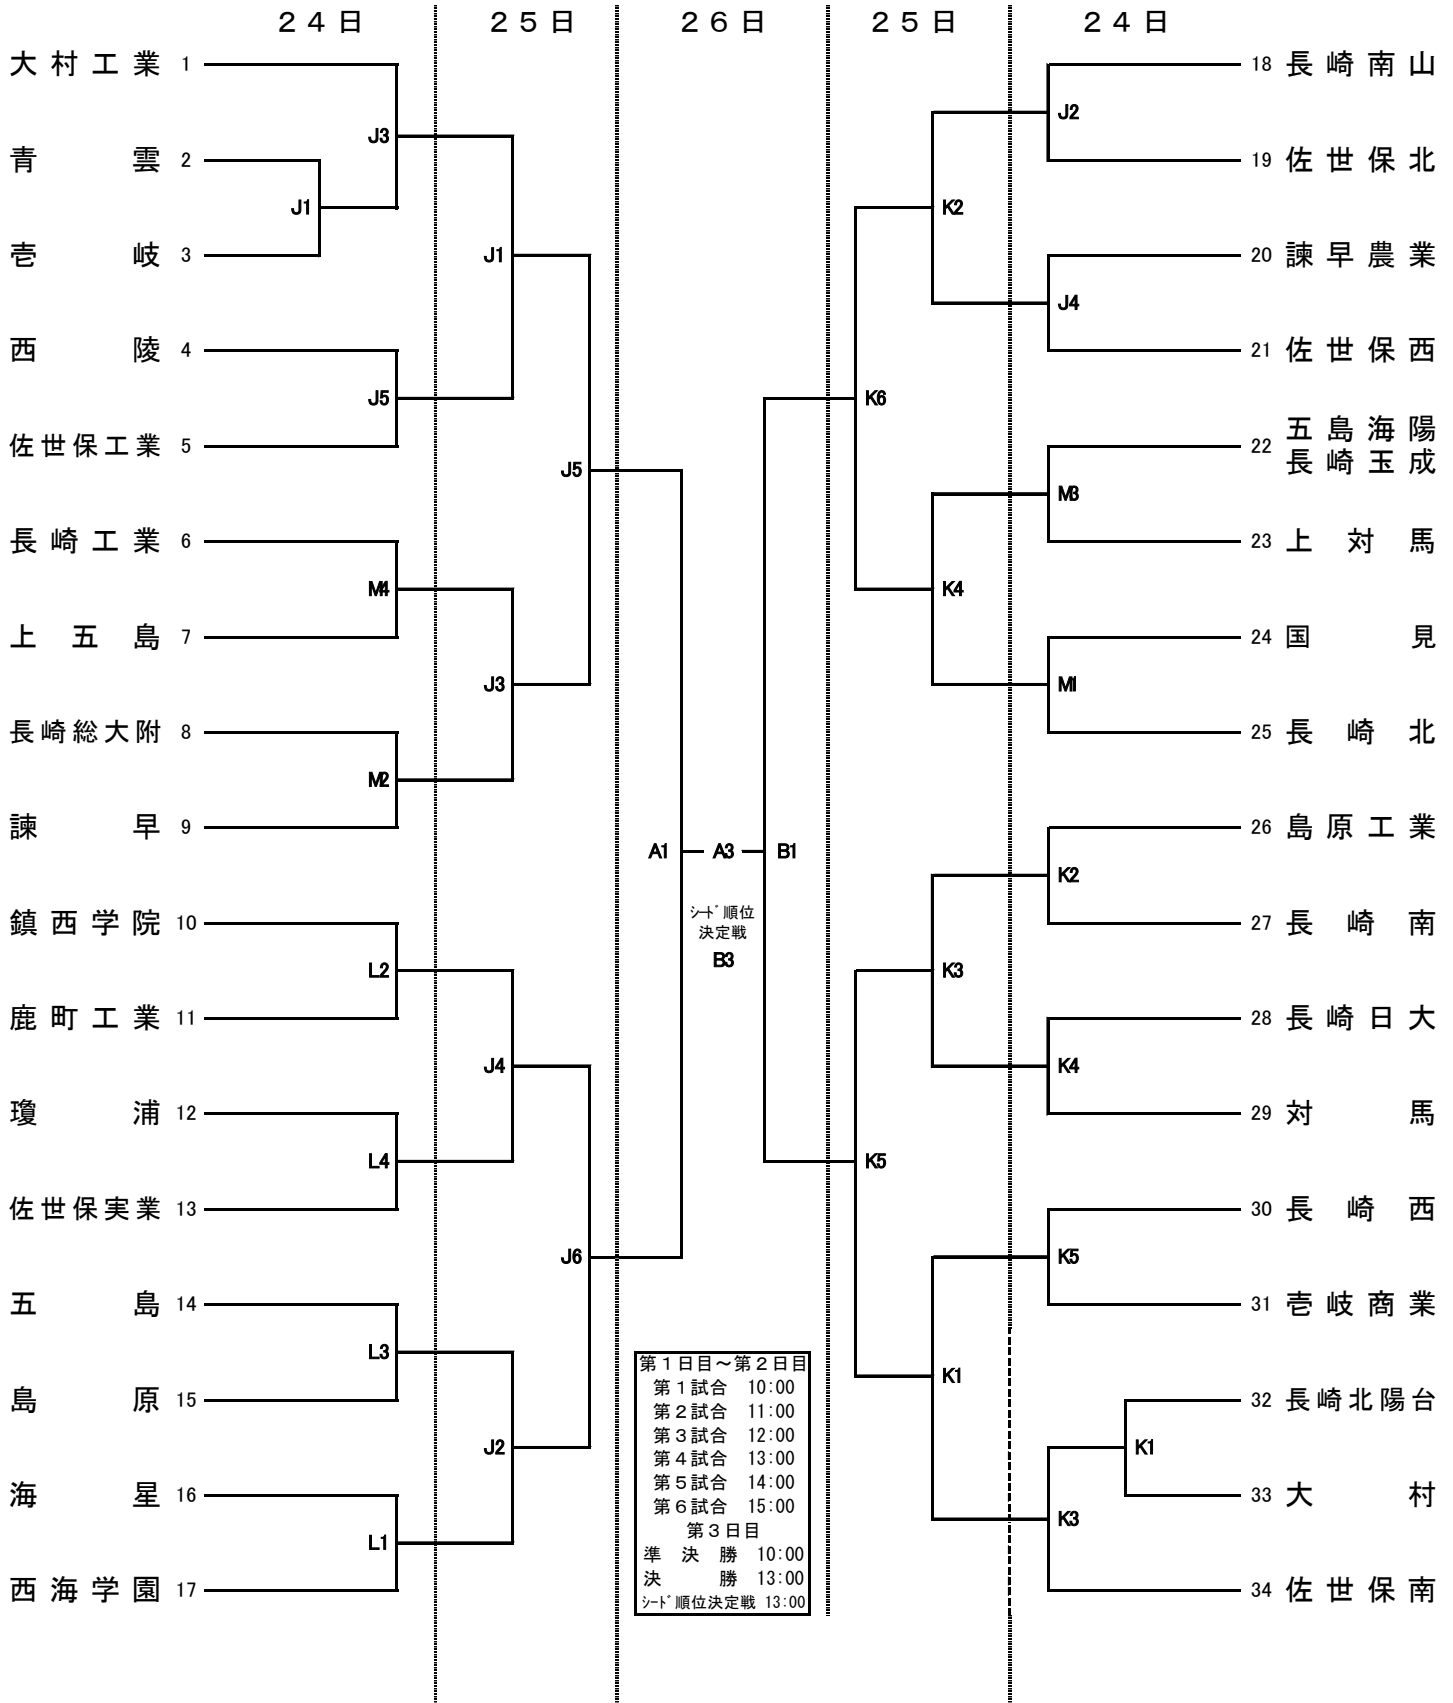 ２４日 ２５日 ２６日 ２５日 ２４日
大村工業 1
青雲 2
壱岐 3
西陵 4
佐世保工業 5
長崎工業 6
上五島 7
長崎総大附 8
諫早 9
鎮西学院 10
鹿町工業 11
瓊浦 12
佐世保実業 13
五島 14
島原 15
海星 16
西海学園 17
J3
J1
J5
M4
M2
L2
L4
L3
L1
J1
J3
J4
J2
J5
J6
A1 A3 B1
ｼｰﾄﾞ順位
決定戦
B3
第１日目～第２日目
第１試合 10:00
第２試合 11:00
第３試合 12:00
第４試合 13:00
第５試合 14:00
第６試合 15:00
第３日目
準決勝 10:00
決勝 13:00
ｼｰﾄﾞ順位決定戦 13:00
K6
K5
K2
K4
K3
K1
J2
J4
M3
M1
K2
K4
K5
K1
K3
18 長崎南山
19 佐世保北
20 諫早農業
21 佐世保西
22 五島海陽
長崎玉成
23 上対馬
24 国見
25 長崎北
26 島原工業
27 長崎南
28 長崎日大
29 対馬
30 長崎西
31 壱岐商業
32 長崎北陽台
33 大村
34 佐世保南